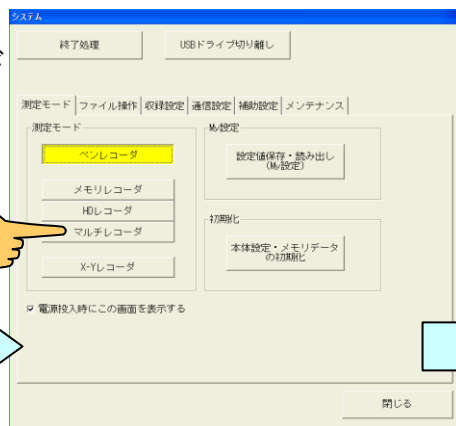 システム
終了処理
USBドライブ切り離し
測定モード
ファイル操作
収録設定
通信設定
補助設定
メンテナンス
測定モード
ペンレコーダ
メモリレコーダ
HDレコーダ
マルチレコーダ
X-Yレコーダ
My設定
設定値保存・読み出し
(My設定)
初期化
本体設定・メモリデータ
の初期化
電源投入時にこの画面を表示する
閉じる